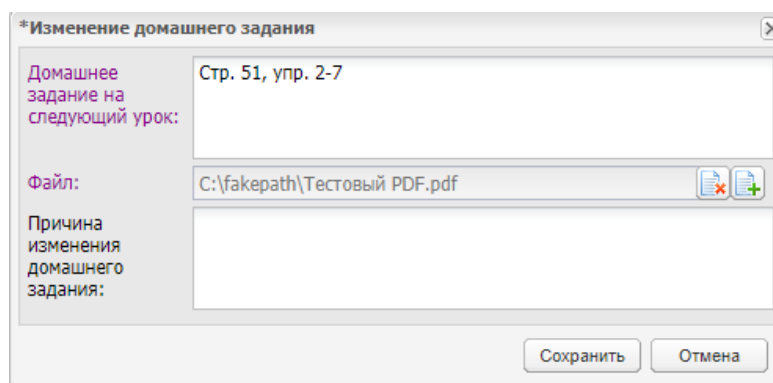 *Изменение домашнего задания
Домашнее
задание на
следующий урок:
Стр. 51, упр. 2-7
Файл:
C:\fakepath\Тестовый PDF.pdf
Причина
изменения
домашнего
задания:
Сохранить
Отмена